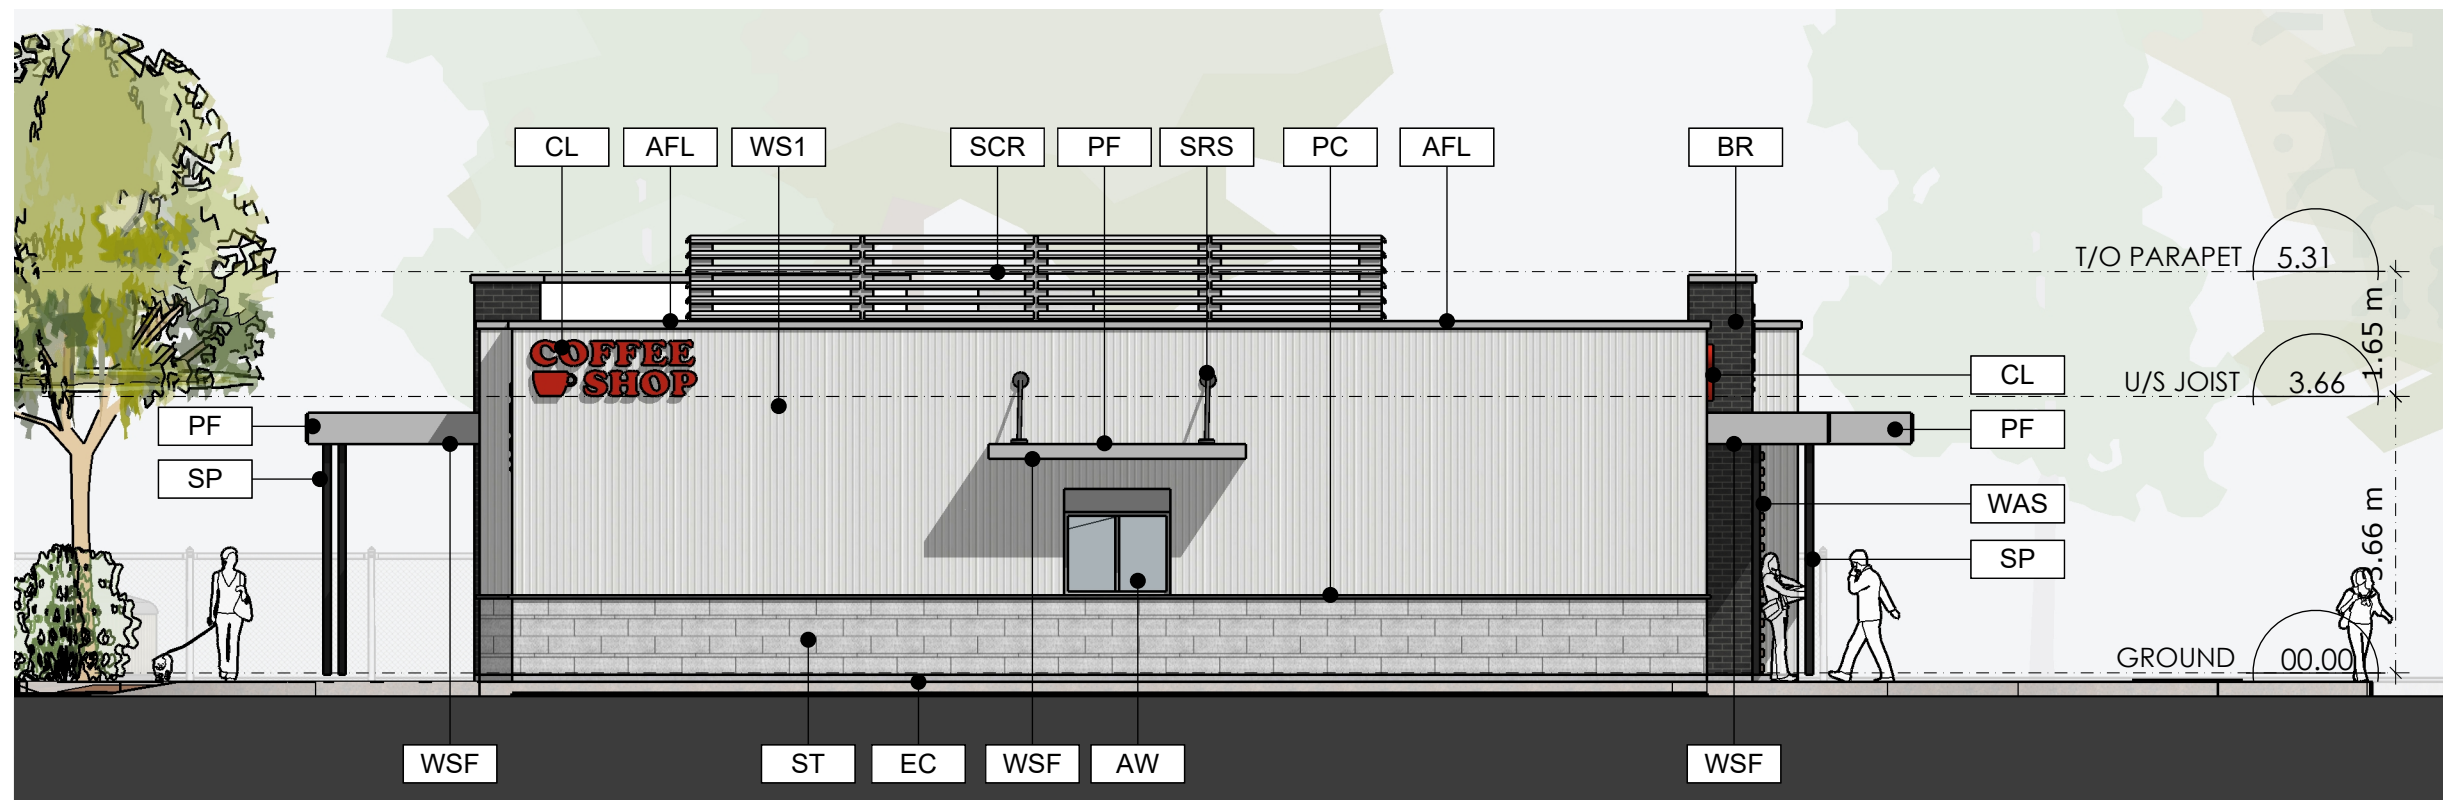 CL AFL WS1 SCR PF SRS PC AFL BR
T/O PARAPET 5.31
1.65 m
COFFEE
SHOP
CL
U/S JOIST 3.66
PF
PF
SP
WAS
3.66 m
SP
GROUND 00.00
WSF ST EC WSF AW WSF